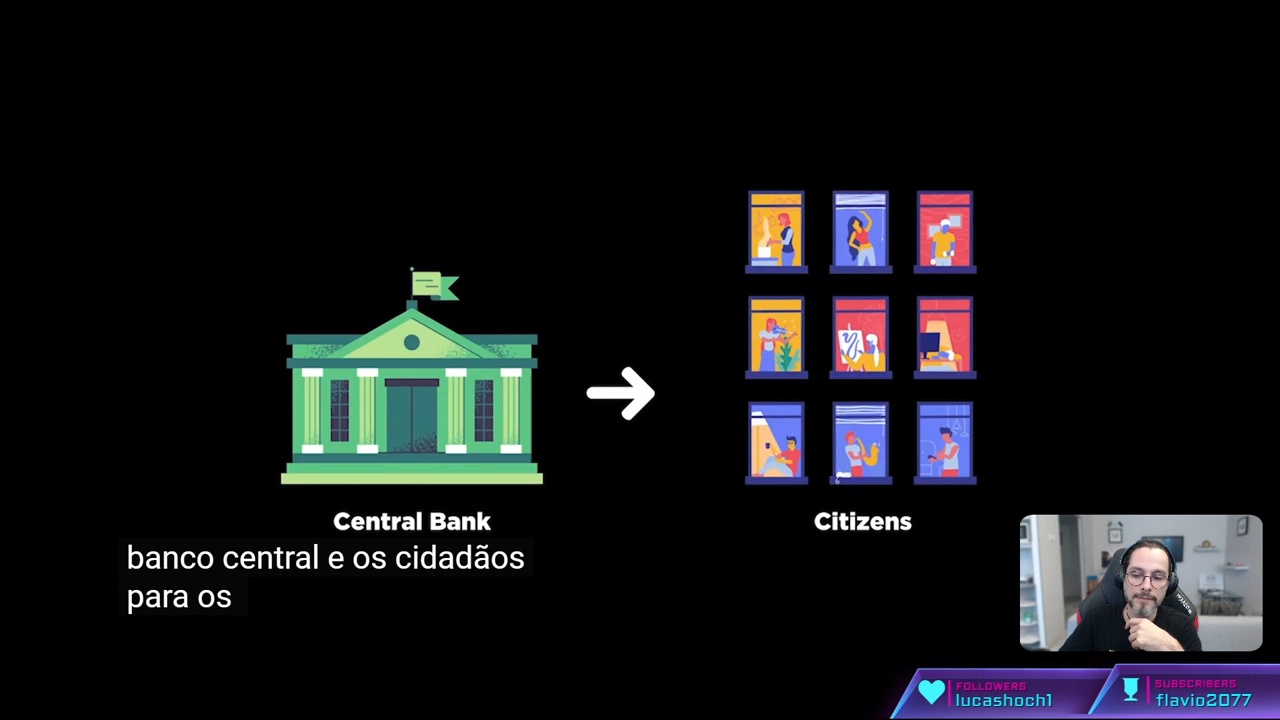 Central Bank
Citizens
banco central e os cidadãos
para os
FOLLOWERS
lucashoch1
SUBSCRIBERS
flavio2077